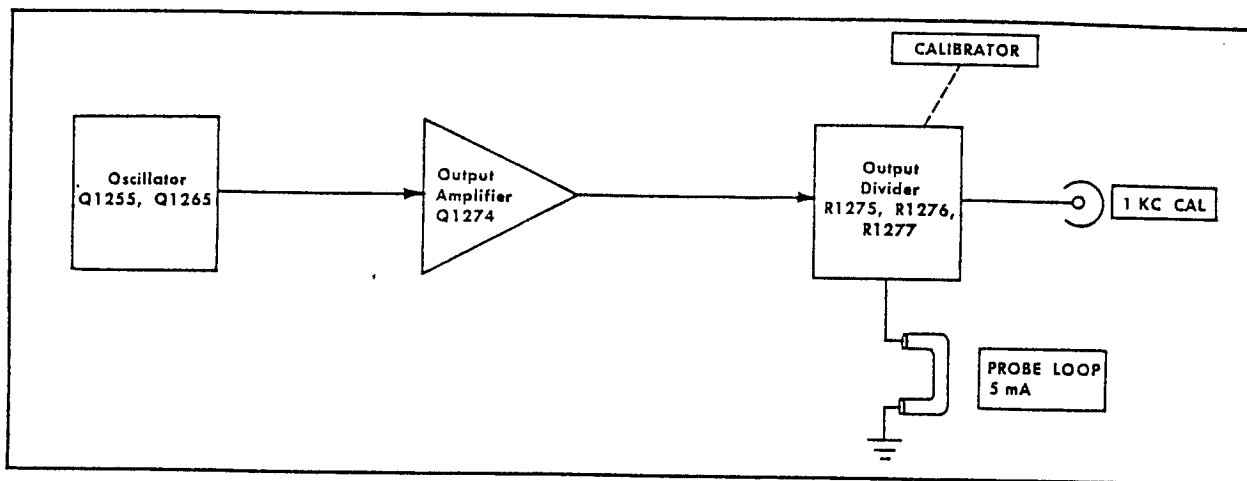 CALIBRATOR
Oscillator
Q1255, Q1265
Output
Amplifier
Q1274
Output
Divider
R1275, R1276,
R1277
1 KC CAL
PROBE LOOP
5 mA